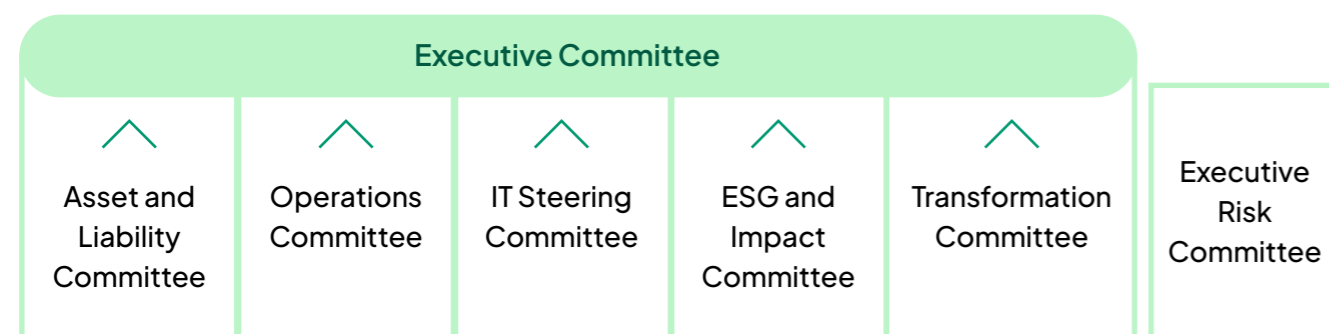 Executive Committee
Asset and
Liability
Committee
Operations
Committee
IT Steering
Committee
ESG and
Impact
Committee
Transformation
Committee
Executive
Risk
Committee